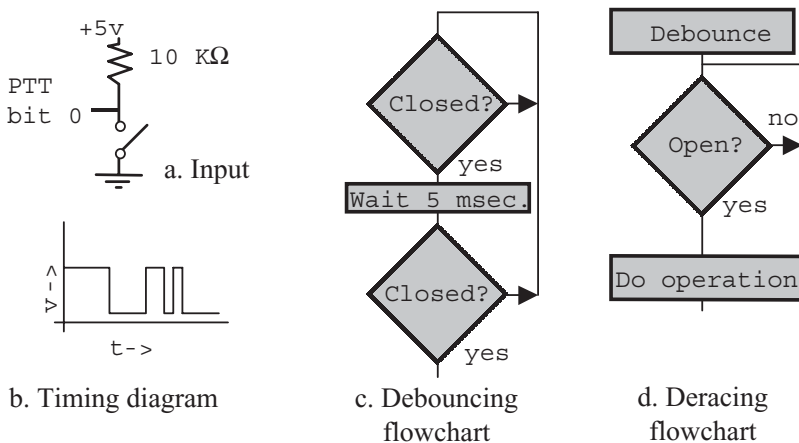 +5v
10 KΩ
PTT
bit 0
a. Input
v ->
t->
b. Timing diagram
Closed?
yes
Wait 5 msec.
Closed?
yes
c. Debouncing
flowchart
Debounce
no
Open?
yes
Do operation
d. Deracing
flowchart